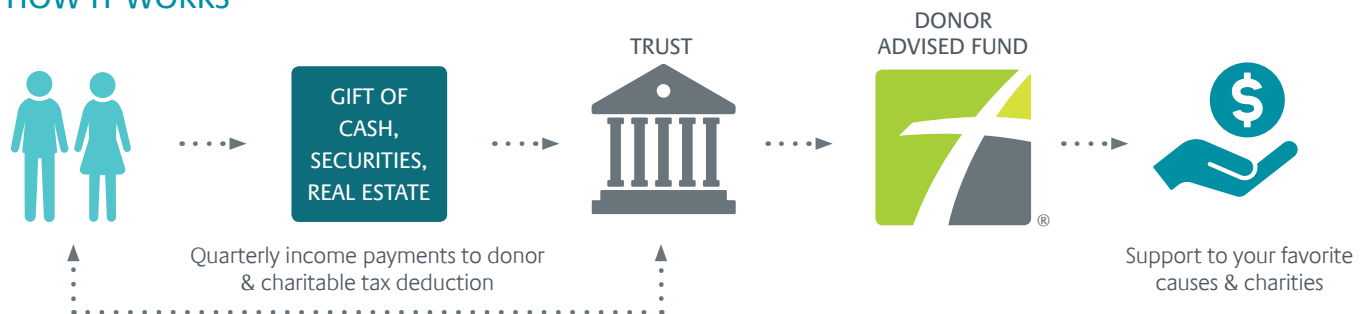 HOW IT WORKS
GIFT OF
CASH,
SECURITIES,
REAL ESTATE
TRUST
DONOR
ADVISED FUND
$
®
Quarterly income payments to donor
& charitable tax deduction
Support to your favorite
causes & charities